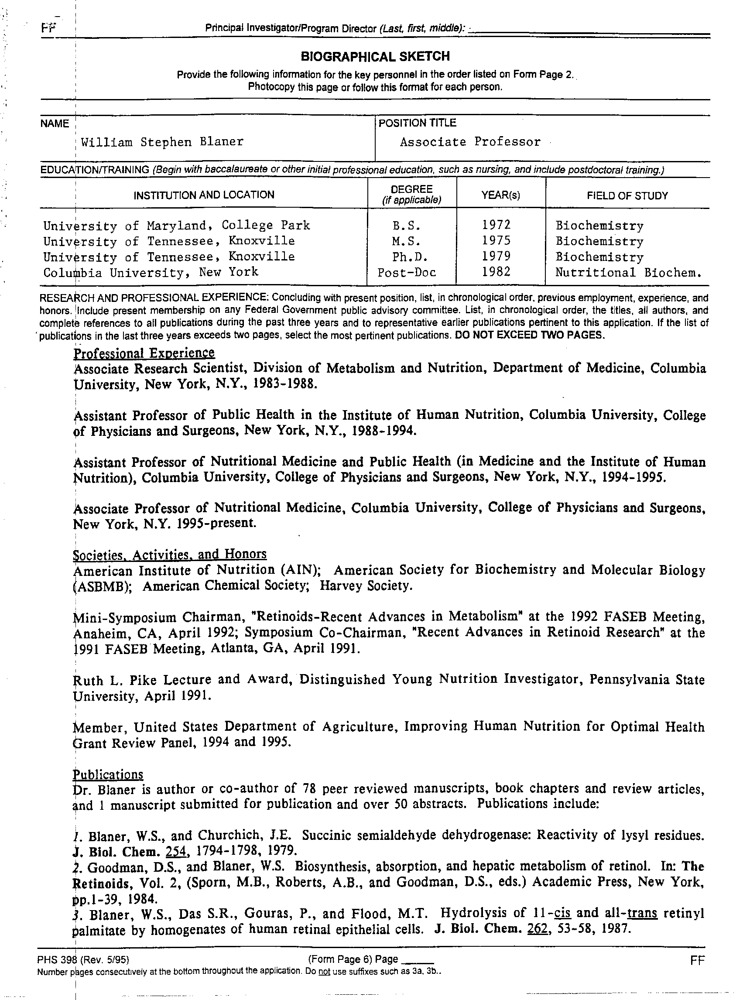 FF Principal Investigator/Program Director (Last, first, middle):
BIOGRAPHICAL SKETCH
Provide the following information for the key personnel in the order listed on Form Page 2.
Photocopy this page or follow this format for each person.
NAME POSITION TITLE
William Stephen Blaner Associate Professor
EDUCATION/TRAINING (Begin with baccalaureate or other initial professional education, such as nursing, and include postdoctoral training.)
INSTITUTION AND LOCATION DEGREE (if applicable) YEAR(s) FIELD OF STUDY
University of Maryland, College Park B.S. 1972 Biochemistry
University of Tennessee, Knoxville M.S. 1975 Biochemistry
University of Tennessee, Knoxville Ph.D. 1979 Biochemistry
Columbia University, New York Post-Doc 1982 Nutritional Biochem.
RESEARCH AND PROFESSIONAL EXPERIENCE: Concluding with present position, list, in chronological order, previous employment, experience, and
honors. Include present membership on any Federal Government public advisory committee. List, in chronological order, the titles, all authors, and
complete references to all publications during the past three years and to representative earlier publications pertinent to this application. If the list of
publications in the last three years exceeds two pages, select the most pertinent publications. DO NOT EXCEED TWO PAGES.
Professional Experience
Associate Research Scientist, Division of Metabolism and Nutrition, Department of Medicine, Columbia
University, New York, N.Y., 1983-1988.
Assistant Professor of Public Health in the Institute of Human Nutrition, Columbia University, College
of Physicians and Surgeons, New York, N.Y., 1988-1994.
Assistant Professor of Nutritional Medicine and Public Health (in Medicine and the Institute of Human
Nutrition), Columbia University, College of Physicians and Surgeons, New York, N.Y., 1994-1995.
Associate Professor of Nutritional Medicine, Columbia University, College of Physicians and Surgeons,
New York, N.Y. 1995-present.
Societies, Activities, and Honors
American Institute of Nutrition (AIN); American Society for Biochemistry and Molecular Biology
(ASBMB); American Chemical Society; Harvey Society.
Mini-Symposium Chairman, "Retinoids-Recent Advances in Metabolism" at the 1992 FASEB Meeting,
Anaheim, CA, April 1992; Symposium Co-Chairman, "Recent Advances in Retinoid Research" at the
1991 FASEB Meeting, Atlanta, GA, April 1991.
Ruth L. Pike Lecture and Award, Distinguished Young Nutrition Investigator, Pennsylvania State
University, April 1991.
Member, United States Department of Agriculture, Improving Human Nutrition for Optimal Health
Grant Review Panel, 1994 and 1995.
Publications
Dr. Blaner is author or co-author of 78 peer reviewed manuscripts, book chapters and review articles,
and 1 manuscript submitted for publication and over 50 abstracts. Publications include:
1. Blaner, W.S., and Churchich, J.E. Succinic semialdehyde dehydrogenase: Reactivity of lysyl residues.
J. Biol. Chem. 254, 1794-1798, 1979.
2. Goodman, D.S., and Blaner, W.S. Biosynthesis, absorption, and hepatic metabolism of retinol. In: The
Retinoids, Vol. 2, (Sporn, M.B., Roberts, A.B., and Goodman, D.S., eds.) Academic Press, New York,
pp.1-39, 1984.
3. Blaner, W.S., Das S.R., Gouras, P., and Flood, M.T. Hydrolysis of 11-cis and all-trans retinyl
palmitate by homogenates of human retinal epithelial cells. J. Biol. Chem. 262, 53-58, 1987.
PHS 398 (Rev. 5/95) (Form Page 6) Page FF
Number pages consecutively at the bottom throughout the application. Do not use suffixes such as 3a, 3b..